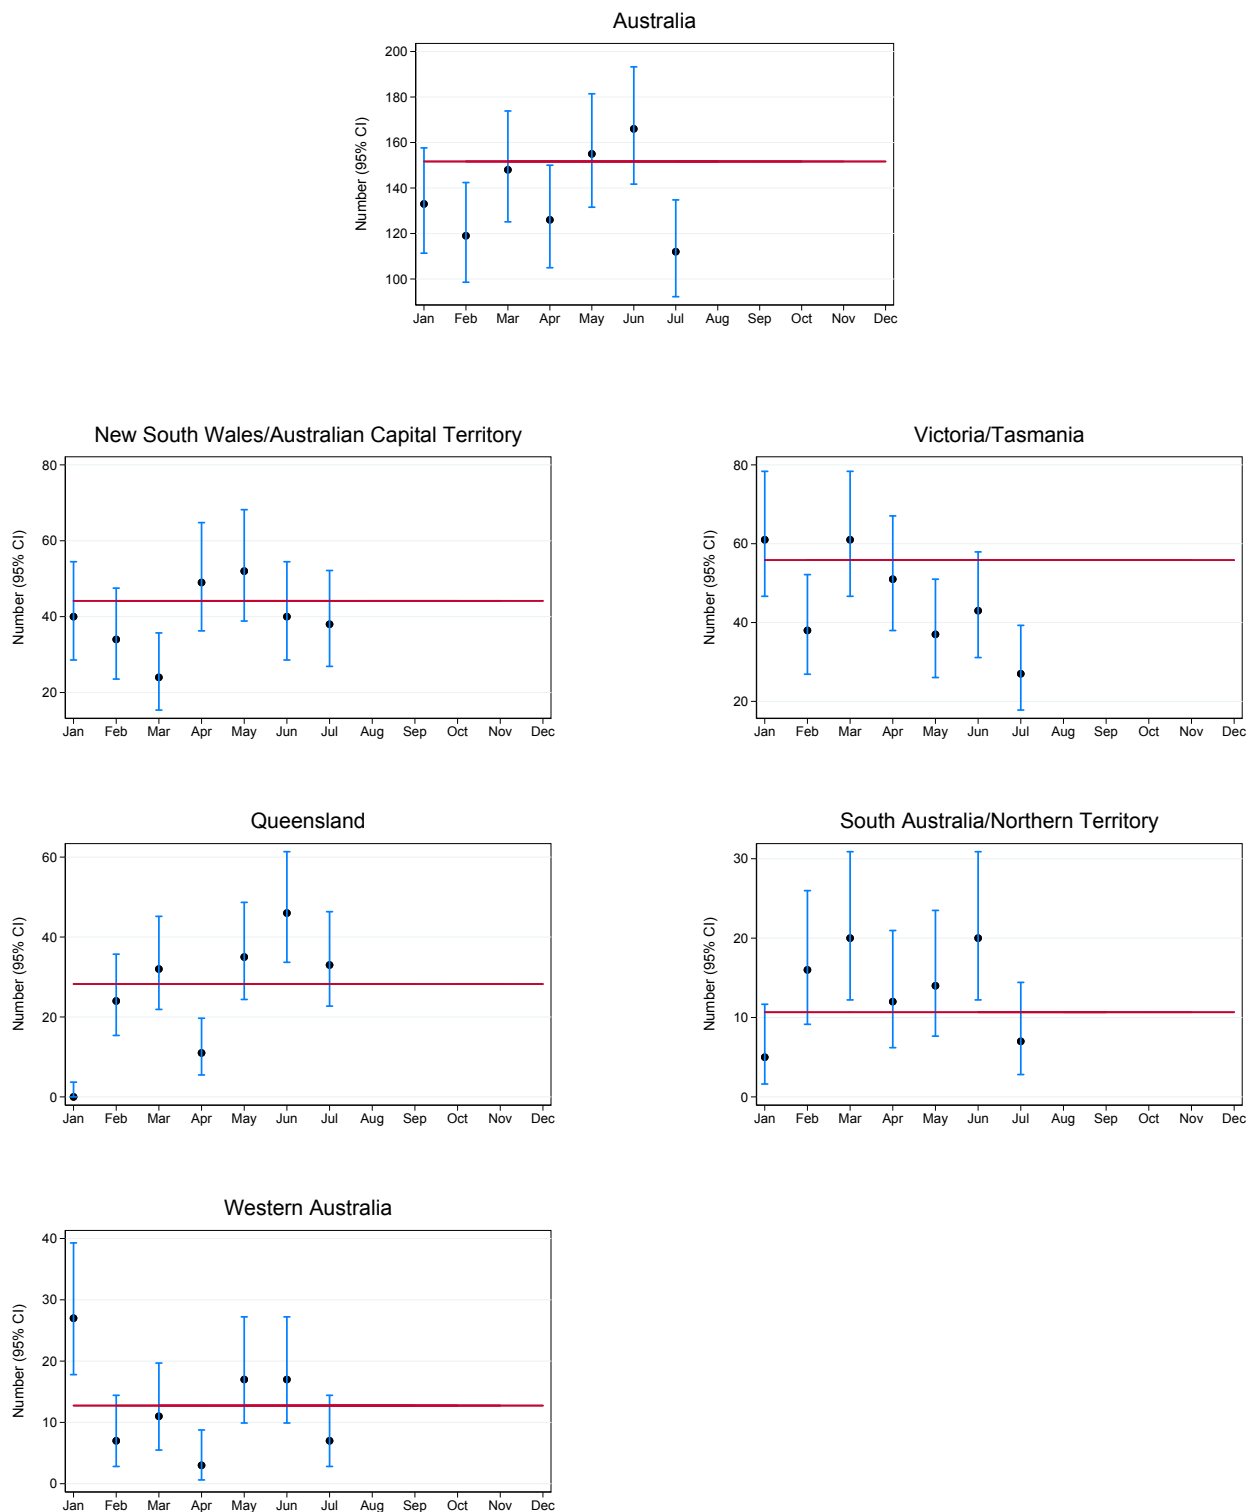 Australia
Number (95% CI)
200
180
160
140
120
100
Jan Feb Mar Apr May Jun Jul Aug Sep Oct Nov Dec
New South Wales/Australian Capital Territory
Number (95% CI)
80
60
40
20
Jan Feb Mar Apr May Jun Jul Aug Sep Oct Nov Dec
Victoria/Tasmania
Number (95% CI)
80
60
40
20
Jan Feb Mar Apr May Jun Jul Aug Sep Oct Nov Dec
Queensland
Number (95% CI)
60
40
20
0
Jan Feb Mar Apr May Jun Jul Aug Sep Oct Nov Dec
South Australia/Northern Territory
Number (95% CI)
30
20
10
0
Jan Feb Mar Apr May Jun Jul Aug Sep Oct Nov Dec
Western Australia
Number (95% CI)
40
30
20
10
0
Jan Feb Mar Apr May Jun Jul Aug Sep Oct Nov Dec